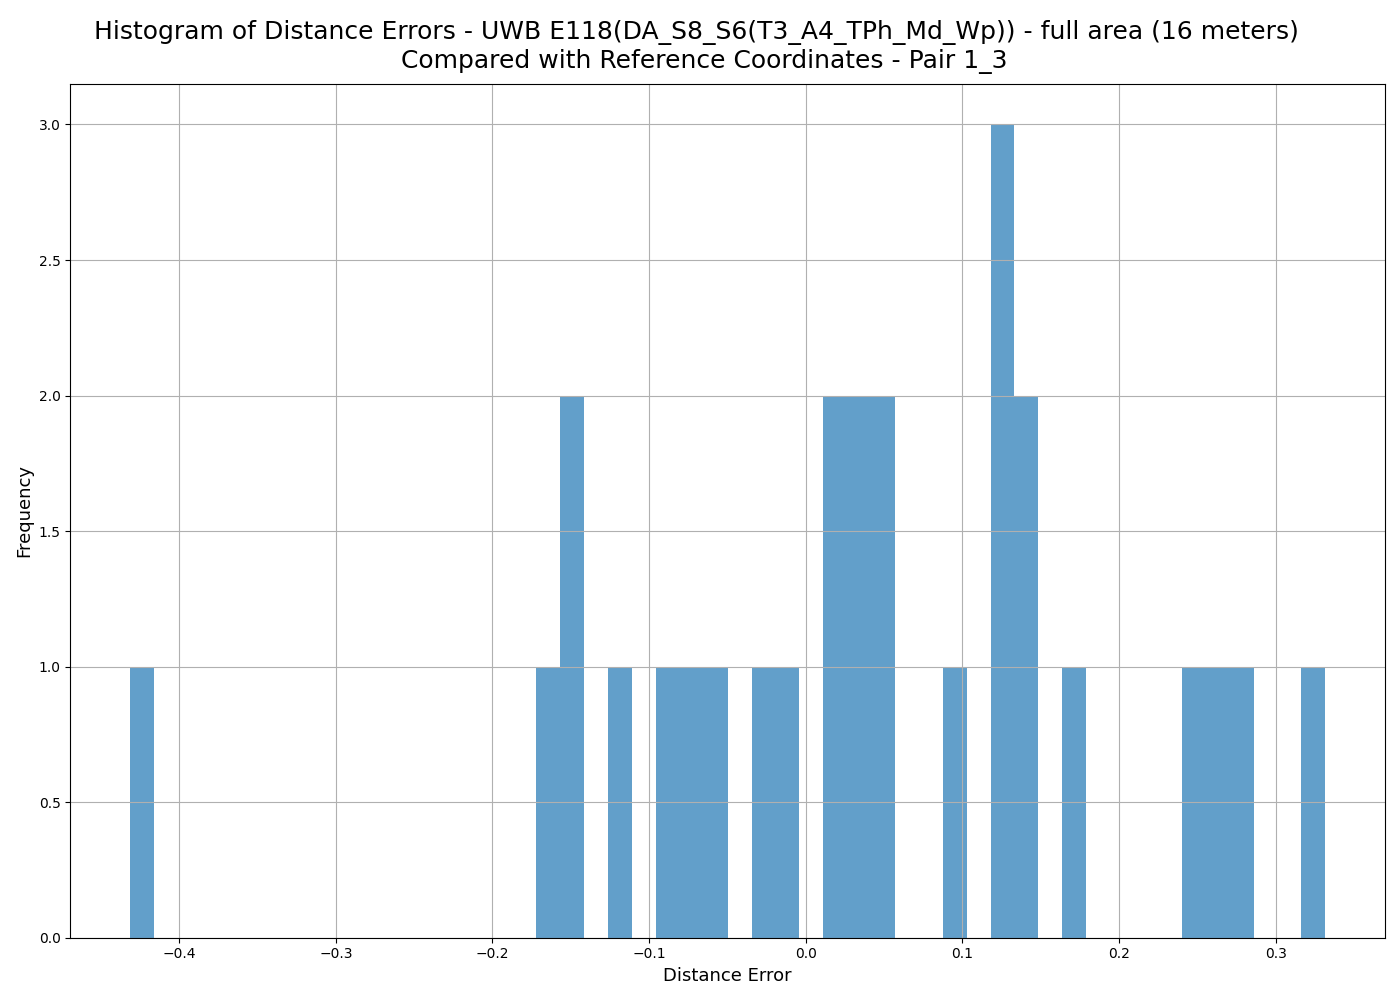 Histogram of Distance Errors - UWB E118(DA_S8_S6(T3_A4_TPh_Md_Wp)) - full area (16 meters)
Compared with Reference Coordinates - Pair 1_3
3.0
2.5
2.0
1.5
1.0
0.5
0.0
Frequency
−0.4 −0.3 −0.2 −0.1 0.0 0.1 0.2 0.3
Distance Error